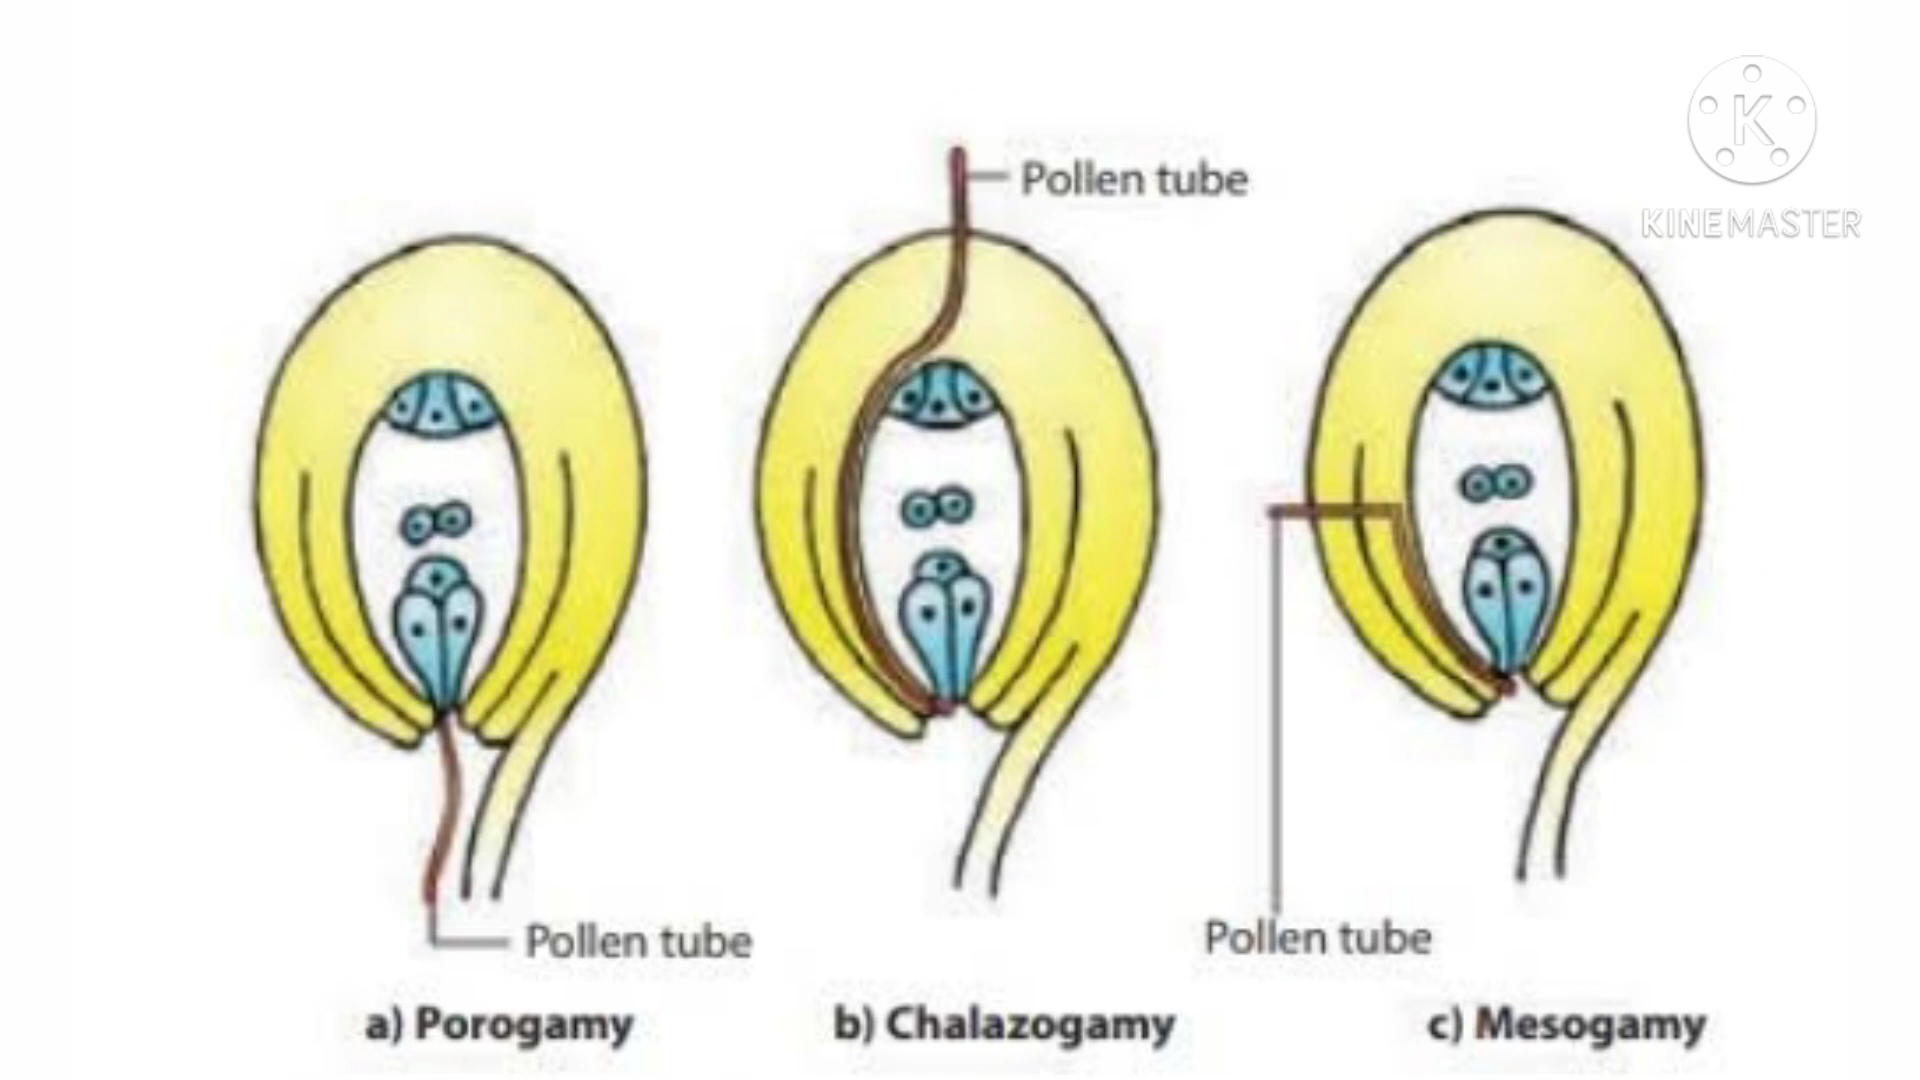 K
KINEMASTER
Pollen tube
Pollen tube
Pollen tube
a) Porogamy
b) Chalazogamy
c) Mesogamy